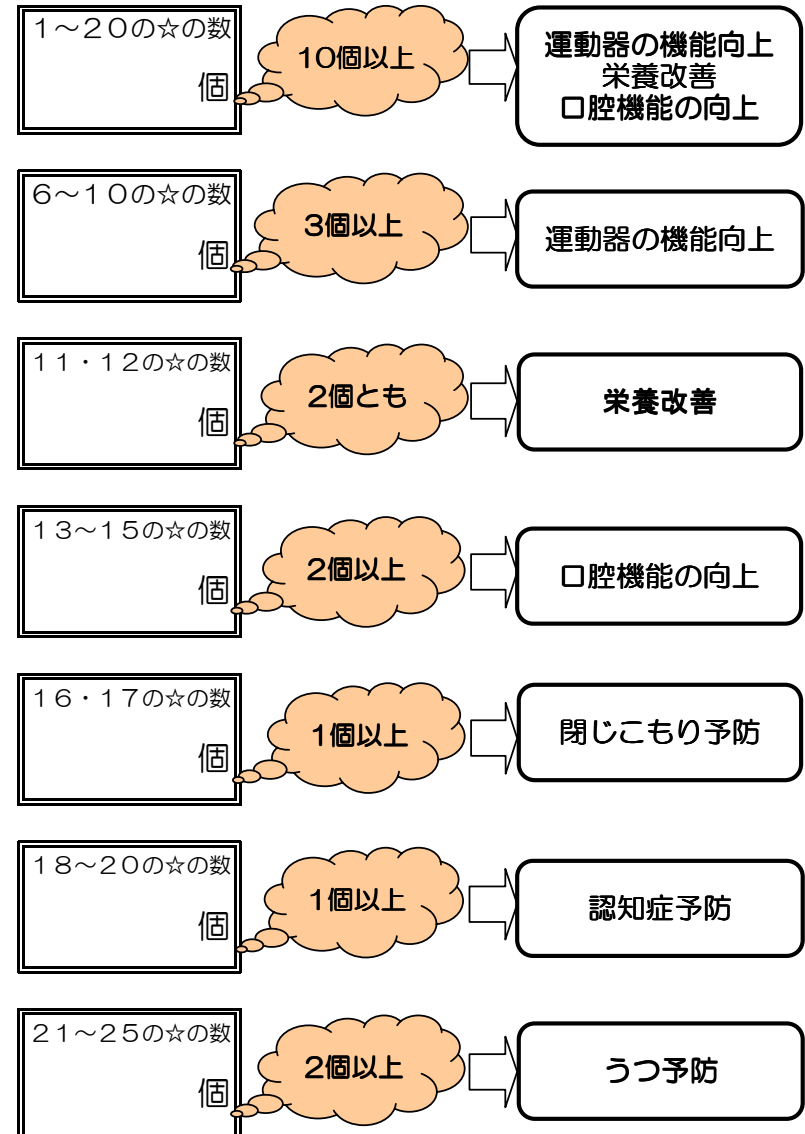 1～20の☆の数
個
10個以上
運動器の機能向上
栄養改善
口腔機能の向上
6～10の☆の数
個
3個以上
運動器の機能向上
11・12の☆の数
個
2個とも
栄養改善
13～15の☆の数
個
2個以上
口腔機能の向上
16・17の☆の数
個
1個以上
閉じこもり予防
18～20の☆の数
個
1個以上
認知症予防
21～25の☆の数
個
2個以上
うつ予防